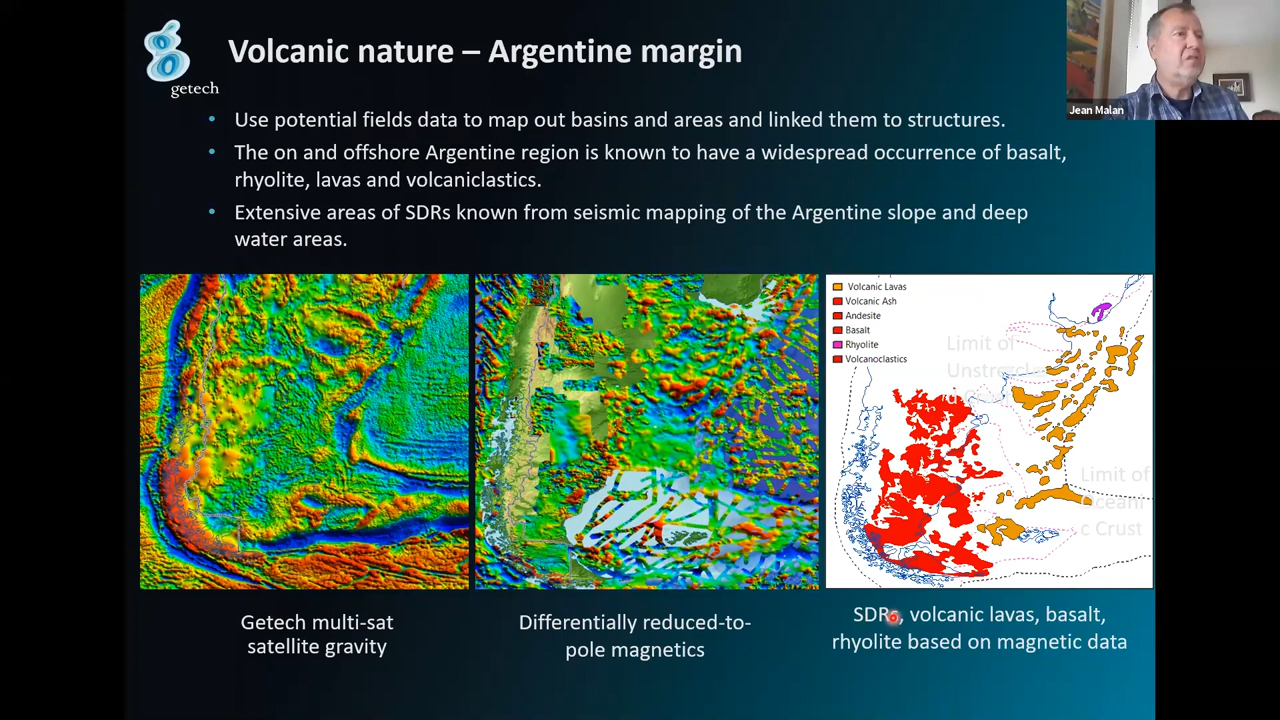 Volcanic nature – Argentine margin
getech
Jean Malan
• Use potential fields data to map out basins and areas and linked them to structures.
• The on and offshore Argentine region is known to have a widespread occurrence of basalt,
rhyolite, lavas and volcaniclastics.
• Extensive areas of SDRs known from seismic mapping of the Argentine slope and deep
water areas.
Volcanic Lavas
Volcanic Ash
Andesite
Basalt
Rhyolite
Volcanoclastics
Limit of
Limit of
Oceani
c Crust
Getech multi-sat
satellite gravity
Differentially reduced-to-
pole magnetics
SDRs, volcanic lavas, basalt,
rhyolite based on magnetic data